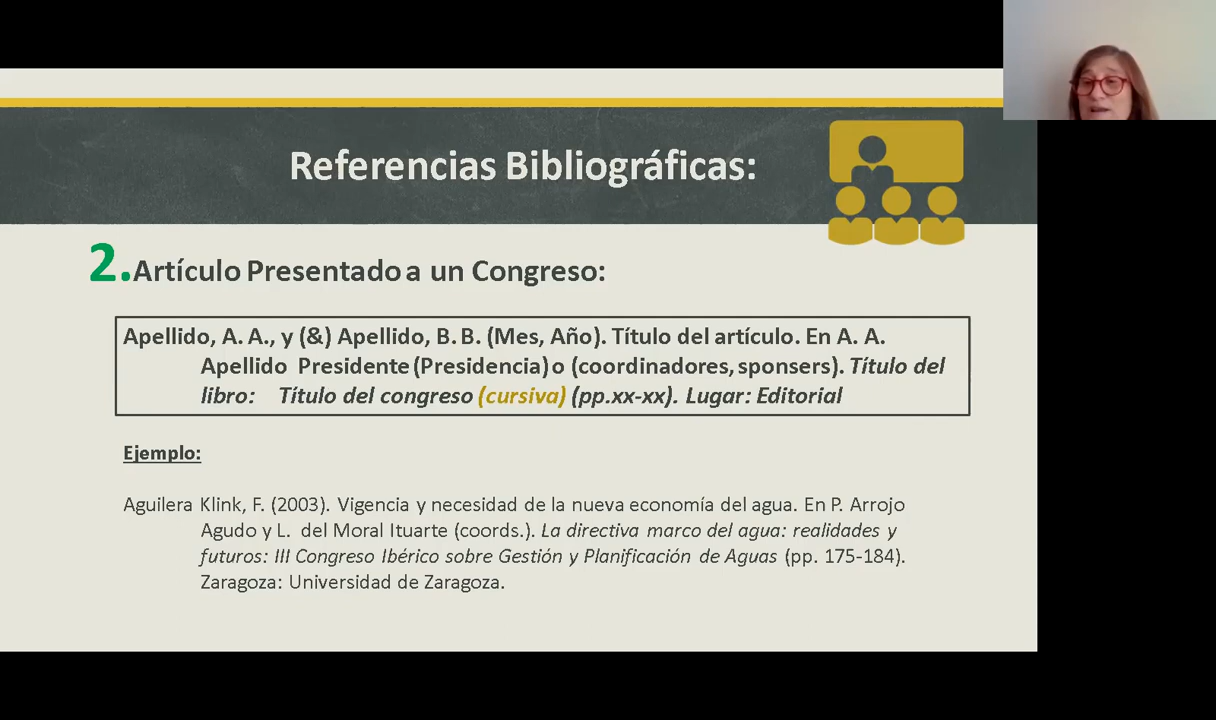 Referencias Bibliográficas:
2.Artículo Presentado a un Congreso:
Apellido, A. A., y (&) Apellido, B. B. (Mes, Año). Título del artículo. En A. A.
Apellido Presidente (Presidencia) o (coordinadores, sponsers). Título del
libro: Título del congreso (cursiva) (pp.xx-xx). Lugar: Editorial
Ejemplo:
Aguilera Klink, F. (2003). Vigencia y necesidad de la nueva economía del agua. En P. Arrojo
Agudo y L. del Moral Ituarte (coords.). La directiva marco del agua: realidades y
futuros: III Congreso Ibérico sobre Gestión y Planificación de Aguas (pp. 175-184).
Zaragoza: Universidad de Zaragoza.